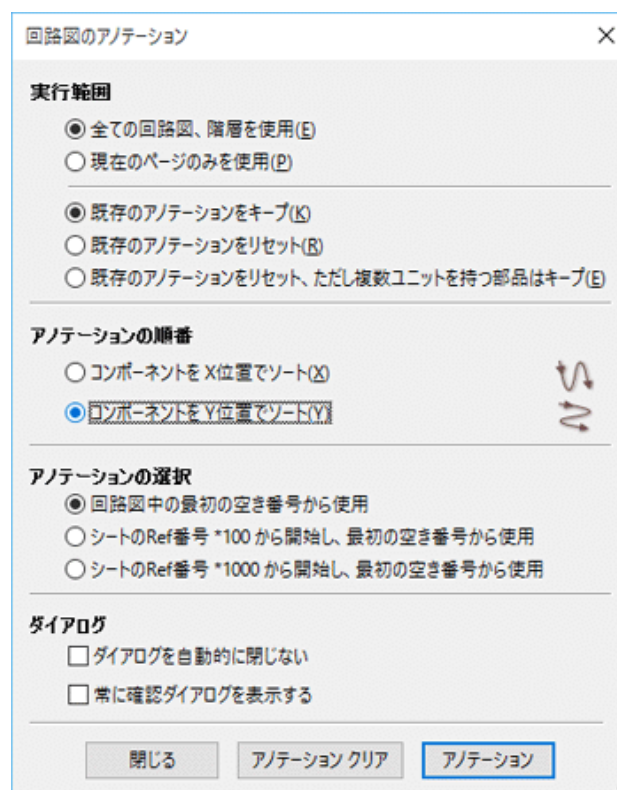 回路図のアノテーション
実行範囲
全ての回路図、階層を使用(E)
現在のページのみを使用(P)
既存のアノテーションをキープ(K)
既存のアノテーションをリセット(R)
既存のアノテーションをリセット、ただし複数ユニットを持つ部品はキープ(E)
アノテーションの順番
コンポーネントを X位置でソート(X)
コンポーネントを Y位置でソート(Y)
アノテーションの選択
回路図中の最初の空き番号から使用
シートのRef番号 *100 から開始し、最初の空き番号から使用
シートのRef番号 *1000 から開始し、最初の空き番号から使用
ダイアログ
ダイアログを自動的に閉じない
常に確認ダイアログを表示する
閉じる アノテーション クリア アノテーション